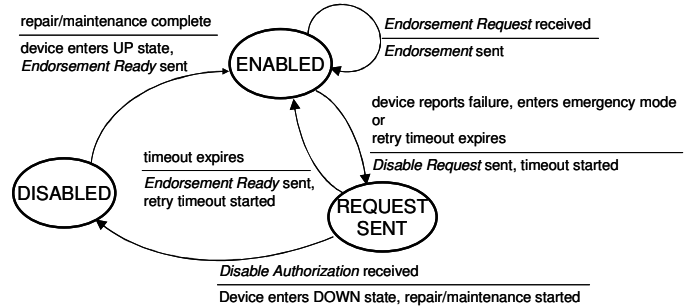 repair/maintenance complete
device enters UP state,
Endorsement Ready sent
ENABLED
Endorsement Request received
Endorsement sent
device reports failure, enters emergency mode
or
retry timeout expires
Disable Request sent, timeout started
timeout expires
Endorsement Ready sent,
retry timeout started
DISABLED
REQUEST
SENT
Disable Authorization received
Device enters DOWN state, repair/maintenance started